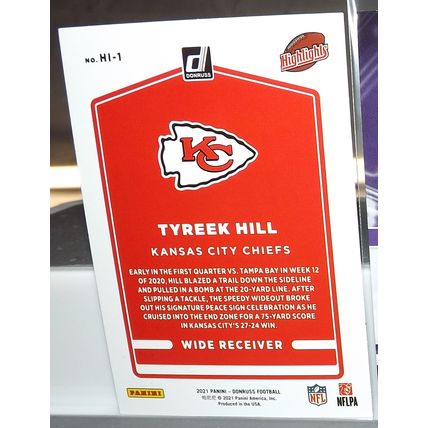 NO. HI-1
DONRUSS
Highlights
KC
TYREEK HILL
KANSAS CITY CHIEFS
EARLY IN THE FIRST QUARTER VS. TAMPA BAY IN WEEK 12
OF 2020, HILL BLAZED A TRAIL DOWN THE SIDELINE
AND PULLED IN A BOMB AT THE 20-YARD LINE. AFTER
SLIPPING A TACKLE, THE SPEEDY WIDEOUT BROKE
OUT HIS SIGNATURE PEACE SIGN CELEBRATION AS HE
CRUISED INTO THE END ZONE FOR A 75-YARD SCORE
IN KANSAS CITY'S 27-24 WIN.
WIDE RECEIVER
PANINI
2021 PANINI - DONRUSS FOOTBALL
帕尼尼 © 2021 Panini America, Inc.
Produced in the USA.
NFL
NFLPA